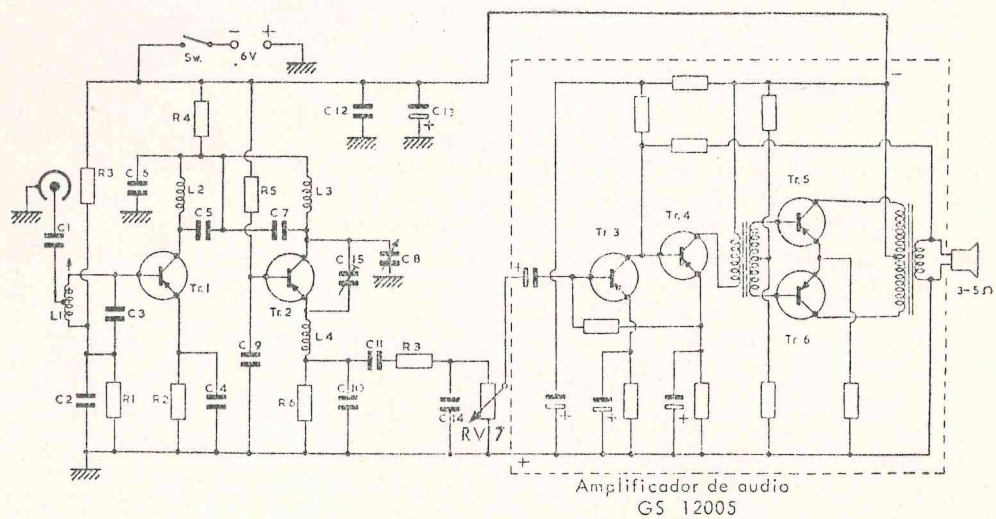 Sw.
- +
6V
R4
C12
C13
+
-
R3
C6
L2
R5
L3
Tr.5
C1
C5
C7
Tr.4
Tr.3
C15
C8
+
Tr.1
Tr.2
3-5Ω
L1
C3
L4
Tr.6
C9
C11
R3
C2
R1
R2
C4
R6
C10
C14
RV7
+
+
+
+
Amplificador de audio
GS 12005